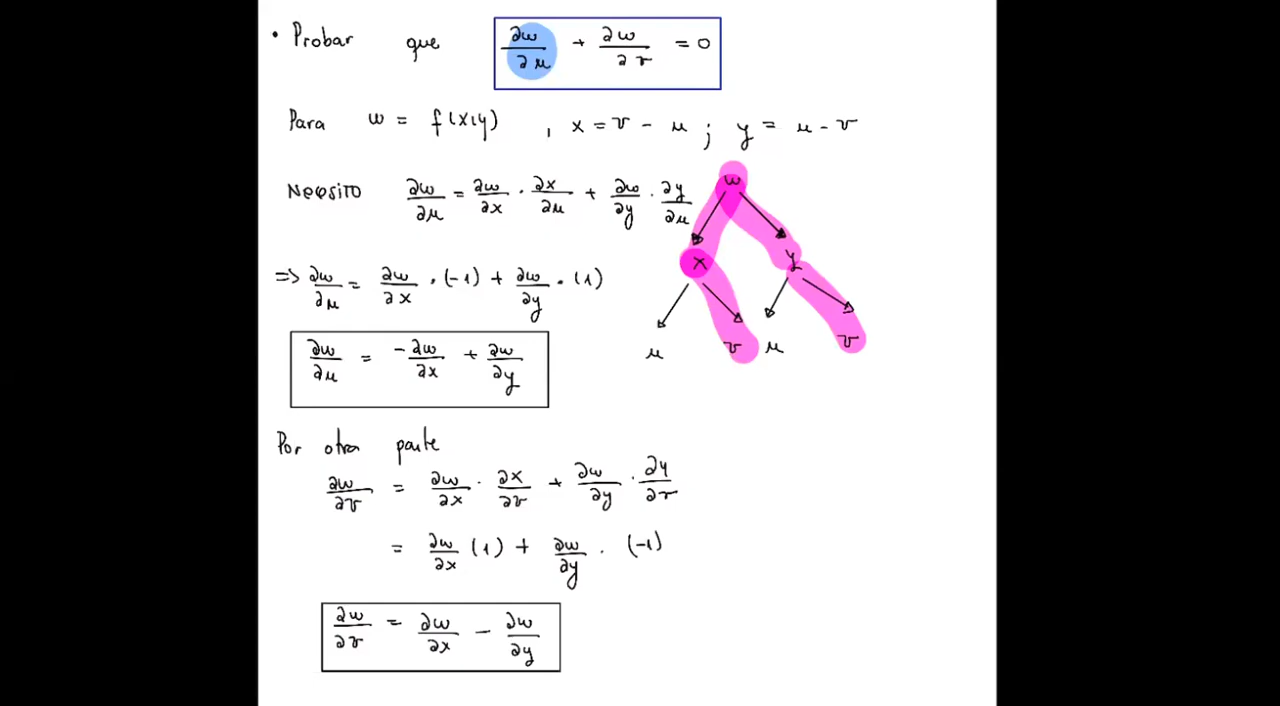 • Probar que ∂w/∂μ + ∂w/∂v = 0
Para w = f(x,y) , x = v - μ ; y = μ - v
Necesito ∂w/∂μ = ∂w/∂x · ∂x/∂μ + ∂w/∂y · ∂y/∂μ
w
x y
μ v μ v
=> ∂w/∂μ = ∂w/∂x · (-1) + ∂w/∂y · (1)
∂w/∂μ = -∂w/∂x + ∂w/∂y
Por otra parte
∂w/∂v = ∂w/∂x · ∂x/∂v + ∂w/∂y · ∂y/∂v
= ∂w/∂x (1) + ∂w/∂y · (-1)
∂w/∂v = ∂w/∂x - ∂w/∂y